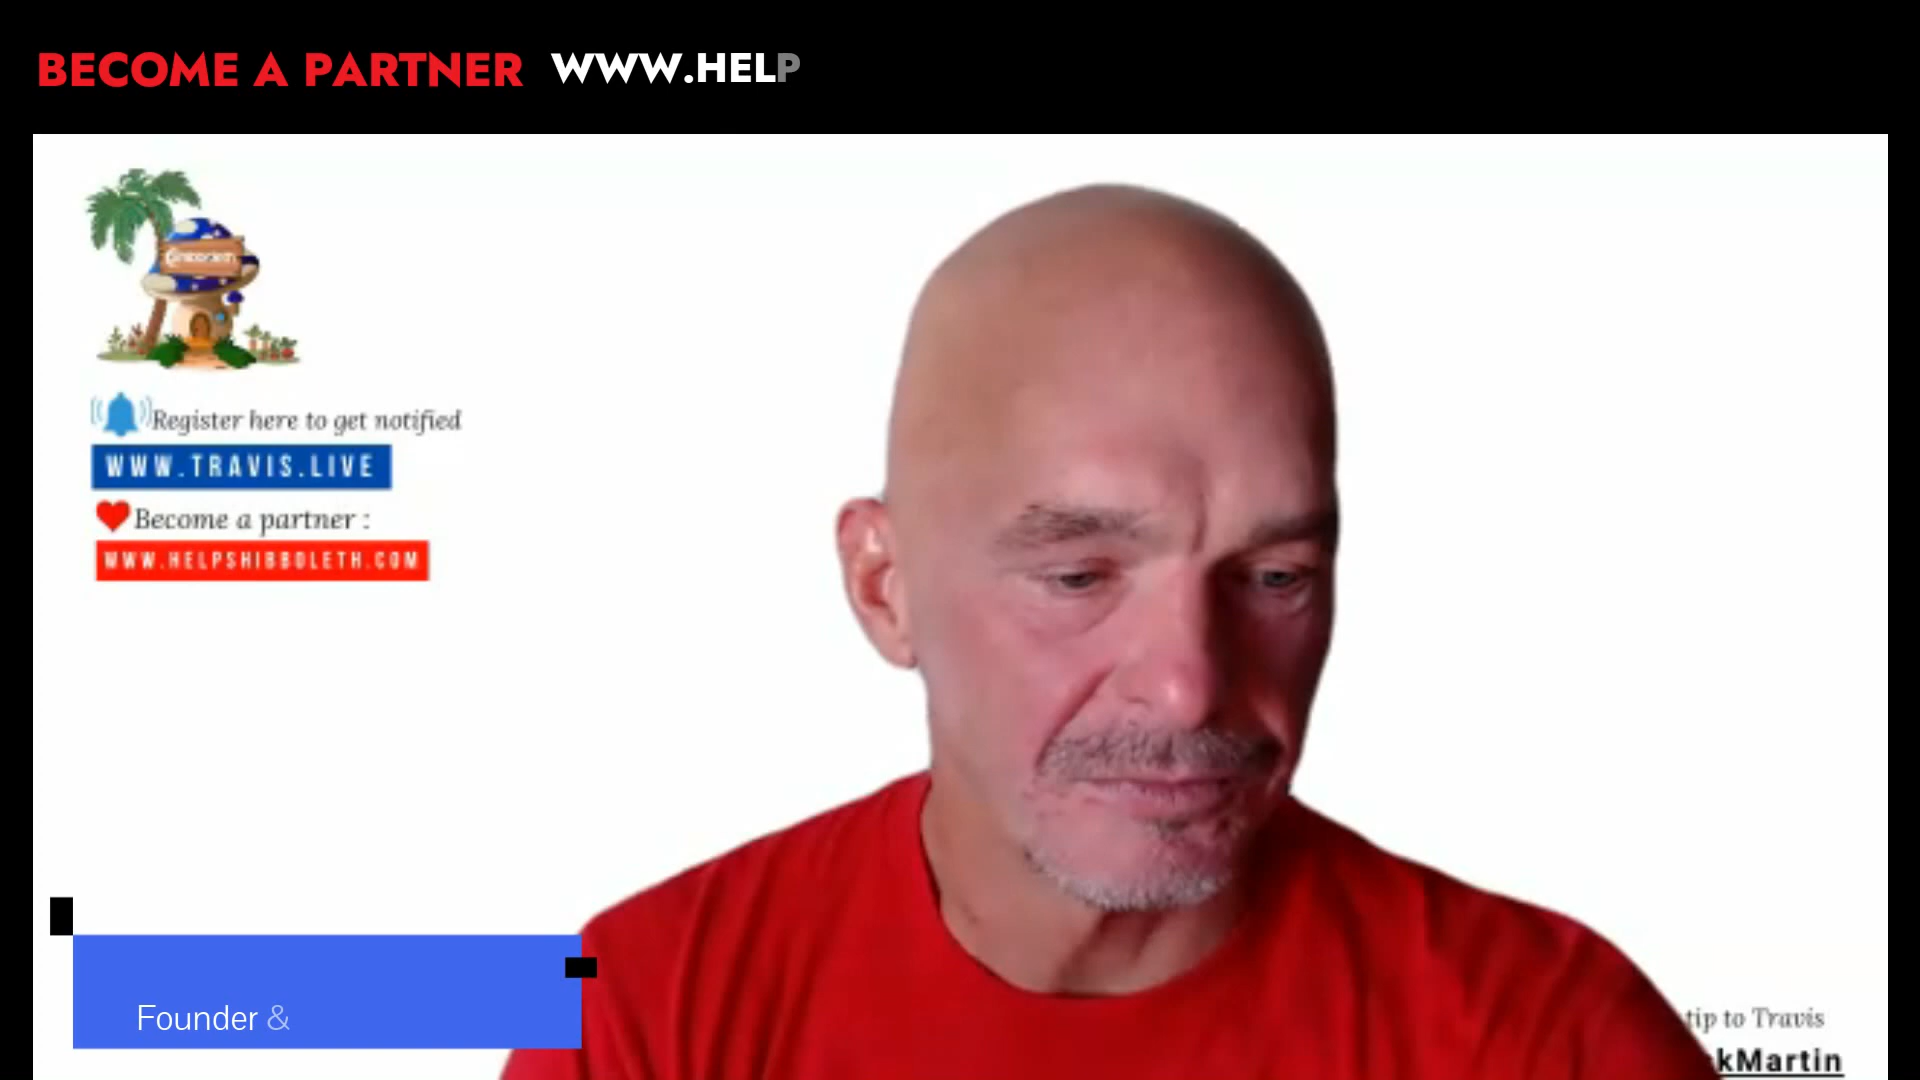 BECOME A PARTNER WWW.HELP
Register here to get notified
WWW.TRAVIS.LIVE
Become a partner :
WWW.HELPSHIBBOLETH.COM
Founder &
tip to Travis
kMartin